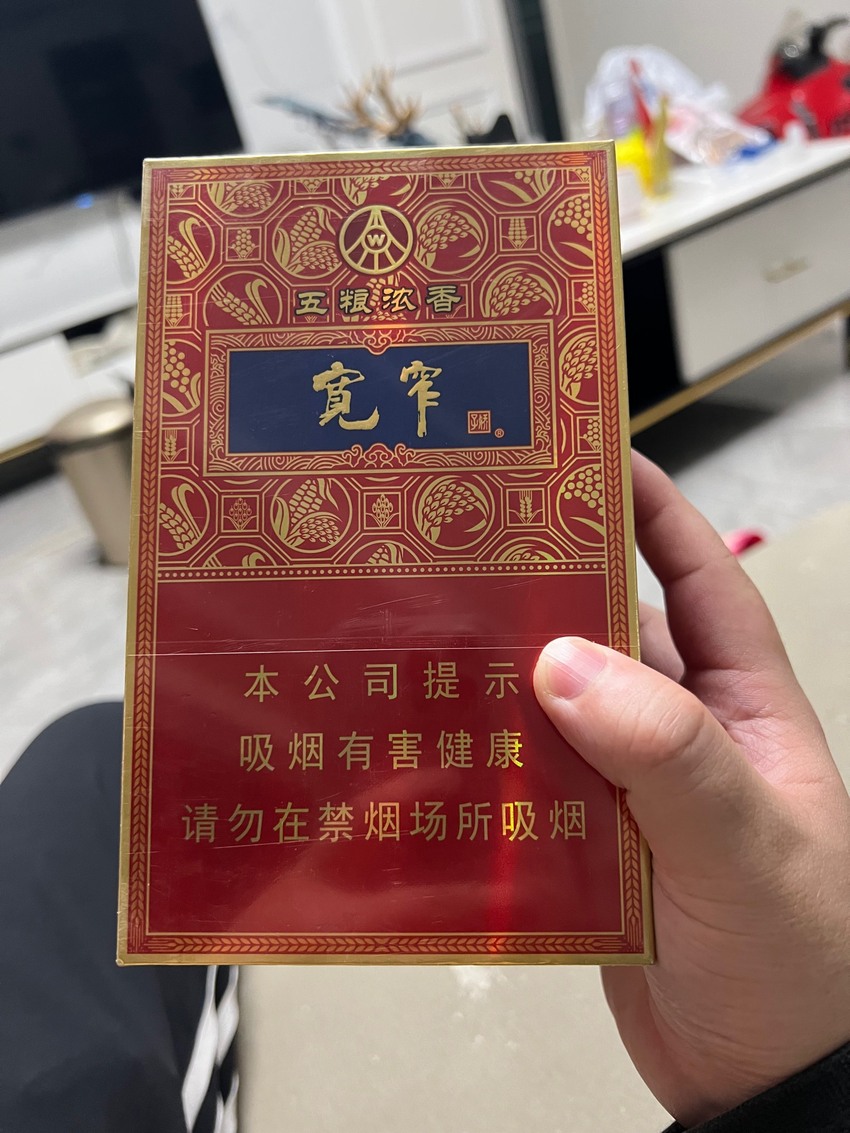 W
五粮浓香
寬窄
®
本公司提示
吸烟有害健康
请勿在禁烟场所吸烟